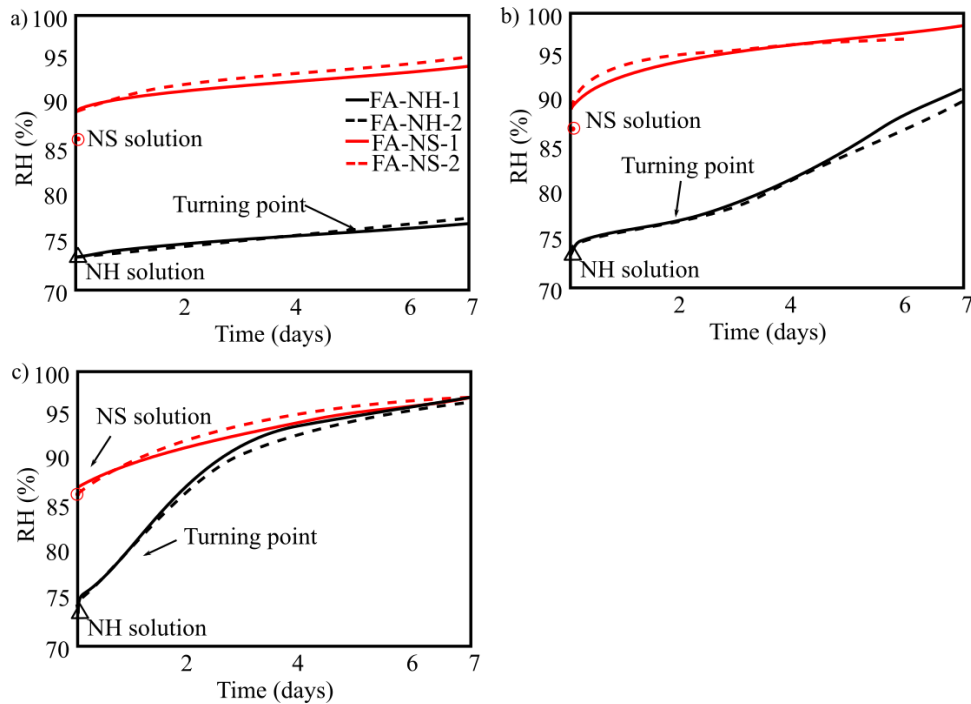 a) 100
95
90
85
80
75
70
RH (%)
NS solution
FA-NH-1
FA-NH-2
FA-NS-1
FA-NS-2
Turning point
NH solution
2 4 6 7
Time (days)
b) 100
95
90
85
80
75
70
RH (%)
NS solution
Turning point
NH solution
2 4 6 7
Time (days)
c) 100
95
90
85
80
75
70
RH (%)
NS solution
Turning point
NH solution
2 4 6 7
Time (days)